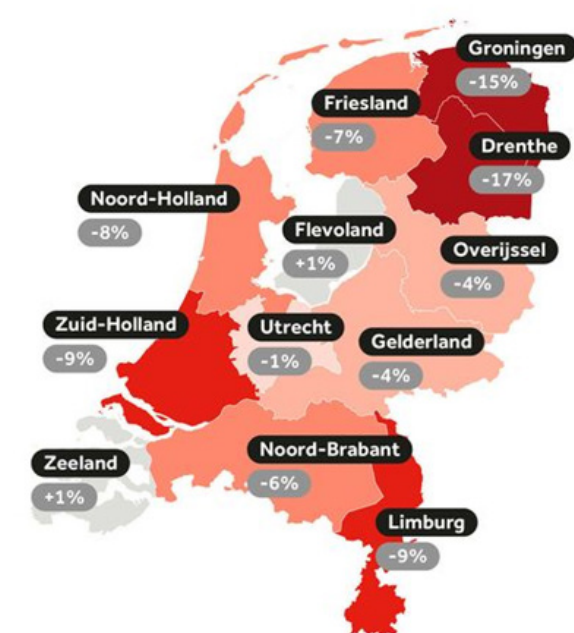 Groningen
-15%
Friesland
-7%
Drenthe
-17%
Noord-Holland
-8%
Flevoland
+1%
Overijssel
-4%
Zuid-Holland
-9%
Utrecht
-1%
Gelderland
-4%
Noord-Brabant
-6%
Zeeland
+1%
Limburg
-9%